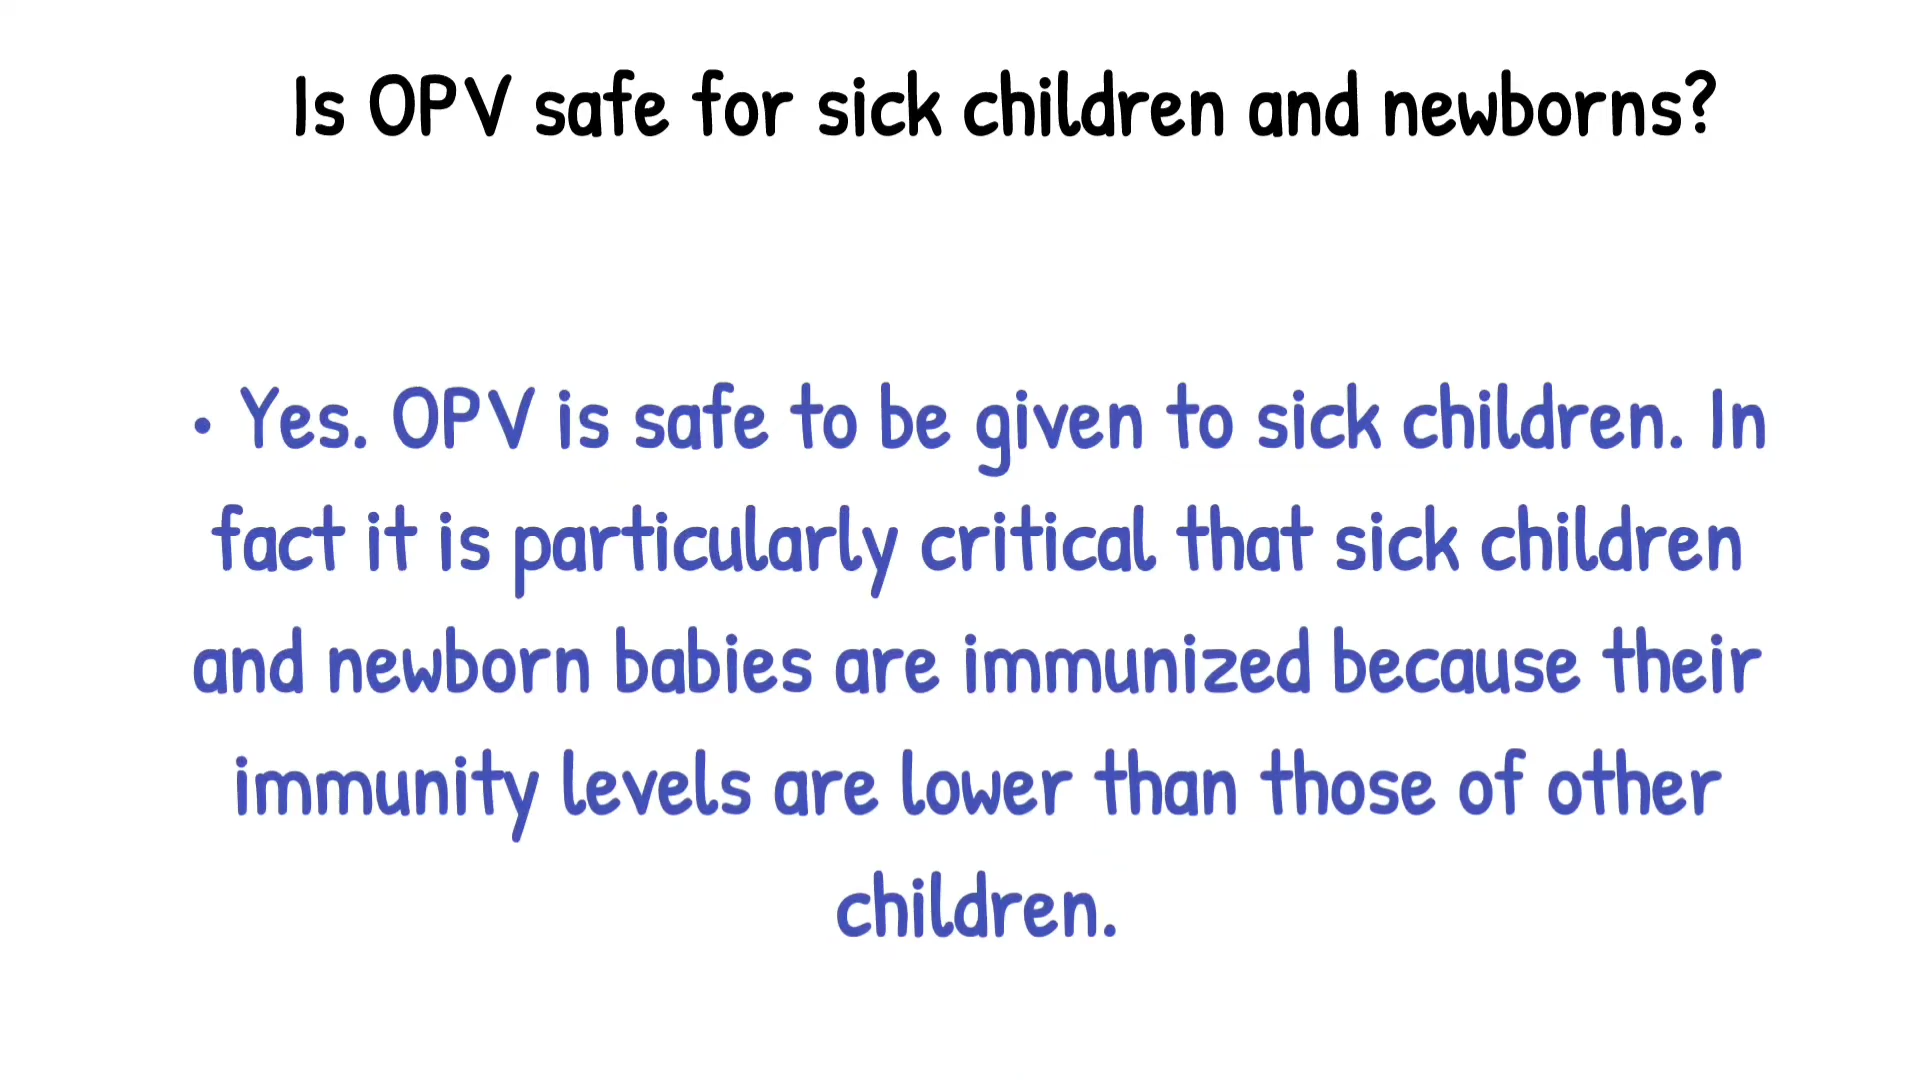 Is OPV safe for sick children and newborns?
• Yes. OPV is safe to be given to sick children. In
fact it is particularly critical that sick children
and newborn babies are immunized because their
immunity levels are lower than those of other
children.